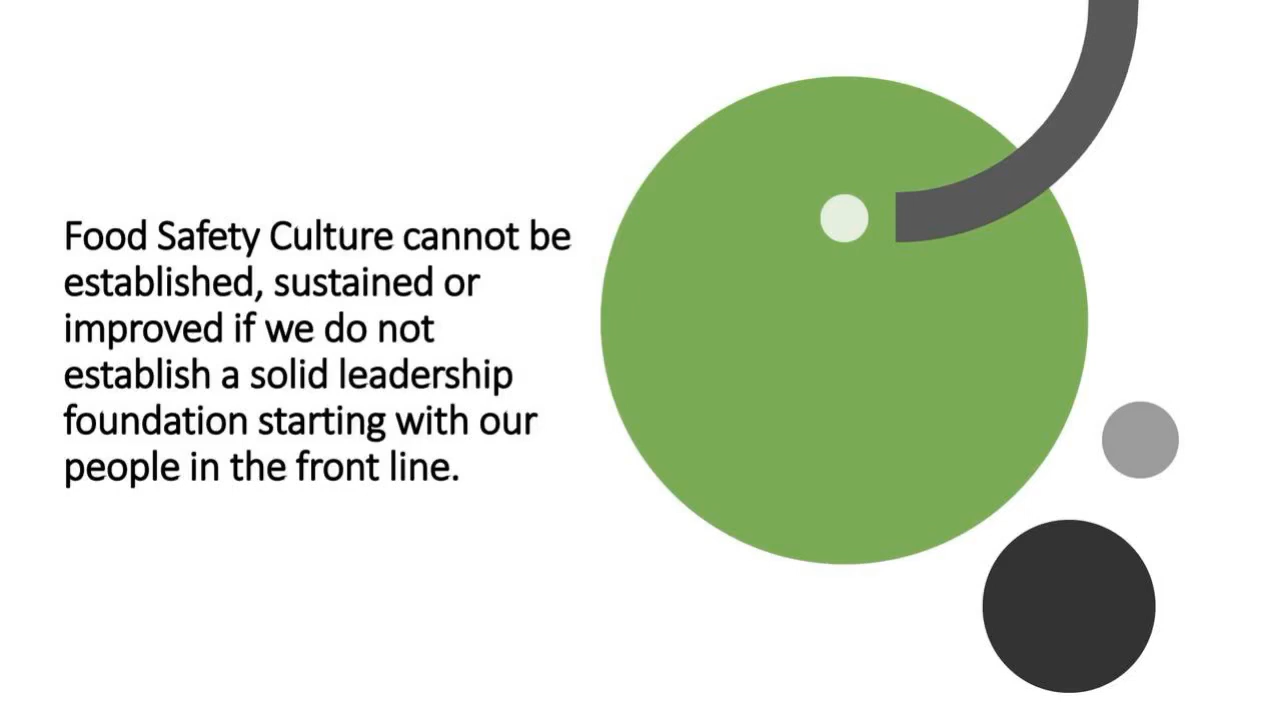 Food Safety Culture cannot be
established, sustained or
improved if we do not
establish a solid leadership
foundation starting with our
people in the front line.